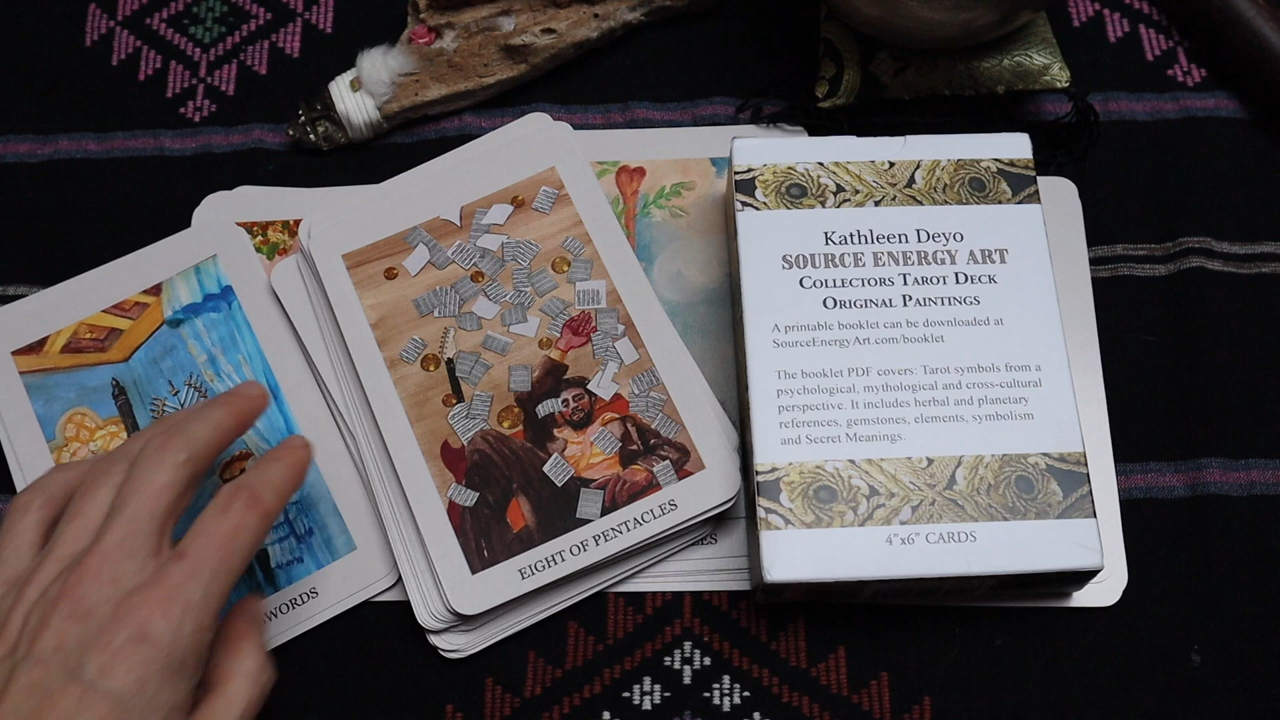 WORDS
EIGHT OF PENTACLES
Kathleen Deyo
SOURCE ENERGY ART
COLLECTORS TAROT DECK
ORIGINAL PAINTINGS
A printable booklet can be downloaded at
SourceEnergyArt.com/booklet
The booklet PDF covers: Tarot symbols from a
psychological, mythological and cross-cultural
perspective. It includes herbal and planetary
references, gemstones, elements, symbolism
and Secret Meanings.
4”x6” CARDS